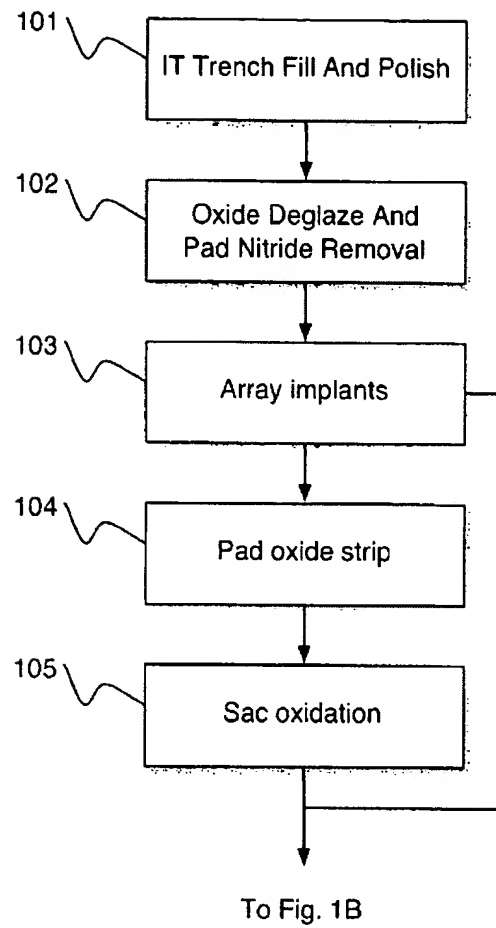 101
IT Trench Fill And Polish
102
Oxide Deglaze And
Pad Nitride Removal
103
Array implants
104
Pad oxide strip
105
Sac oxidation
To Fig. 1B